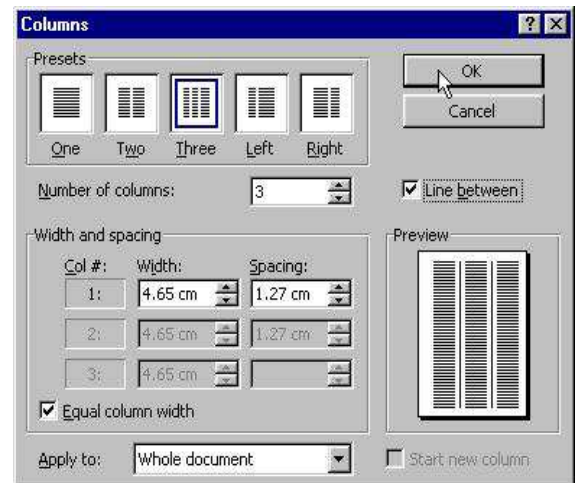 Columns
Presets
One Two Three Left Right
OK
Cancel
Number of columns: 3
Line between
Width and spacing
Col #: Width: Spacing:
1: 4.65 cm 1.27 cm
2: 4.65 cm 1.27 cm
3: 4.65 cm
Equal column width
Preview
Apply to: Whole document
Start new column